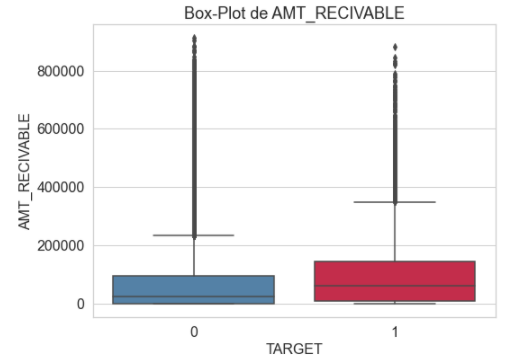 Box-Plot de AMT_RECIVABLE
AMT_RECIVABLE
800000
600000
400000
200000
0
0 1
TARGET